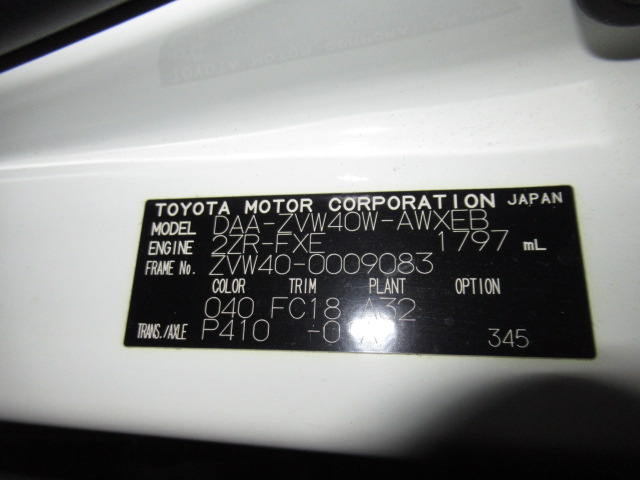 TOYOTA MOTOR CORPORATION JAPAN
MODEL DAA-ZVW40W-AWXEB
ENGINE 2ZR-FXE 1797 mL
FRAME No. ZVW40-0009083
COLOR TRIM PLANT OPTION
040 FC18 A32
TRANS./AXLE P410 -0 345